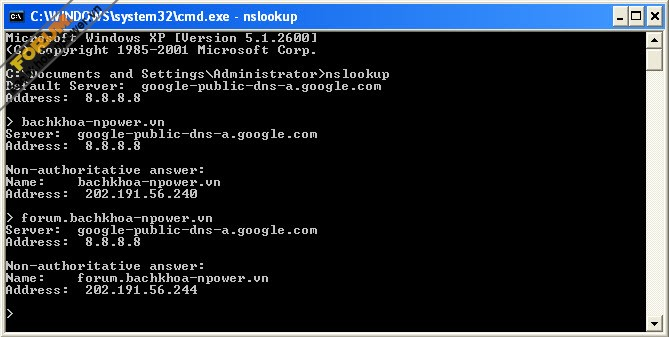 C:\WINDOWS\system32\cmd.exe - nslookup
FORUM
Microsoft Windows XP [Version 5.1.2600]
(C) Copyright 1985-2001 Microsoft Corp.
C: Documents and Settings\Administrator>nslookup
Default Server:  google-public-dns-a.google.com
Address:  8.8.8.8
> bachkhoa-npower.vn
Server:  google-public-dns-a.google.com
Address:  8.8.8.8
Non-authoritative answer:
Name:    bachkhoa-npower.vn
Address:  202.191.56.240
> forum.bachkhoa-npower.vn
Server:  google-public-dns-a.google.com
Address:  8.8.8.8
Non-authoritative answer:
Name:    forum.bachkhoa-npower.vn
Address:  202.191.56.244
>